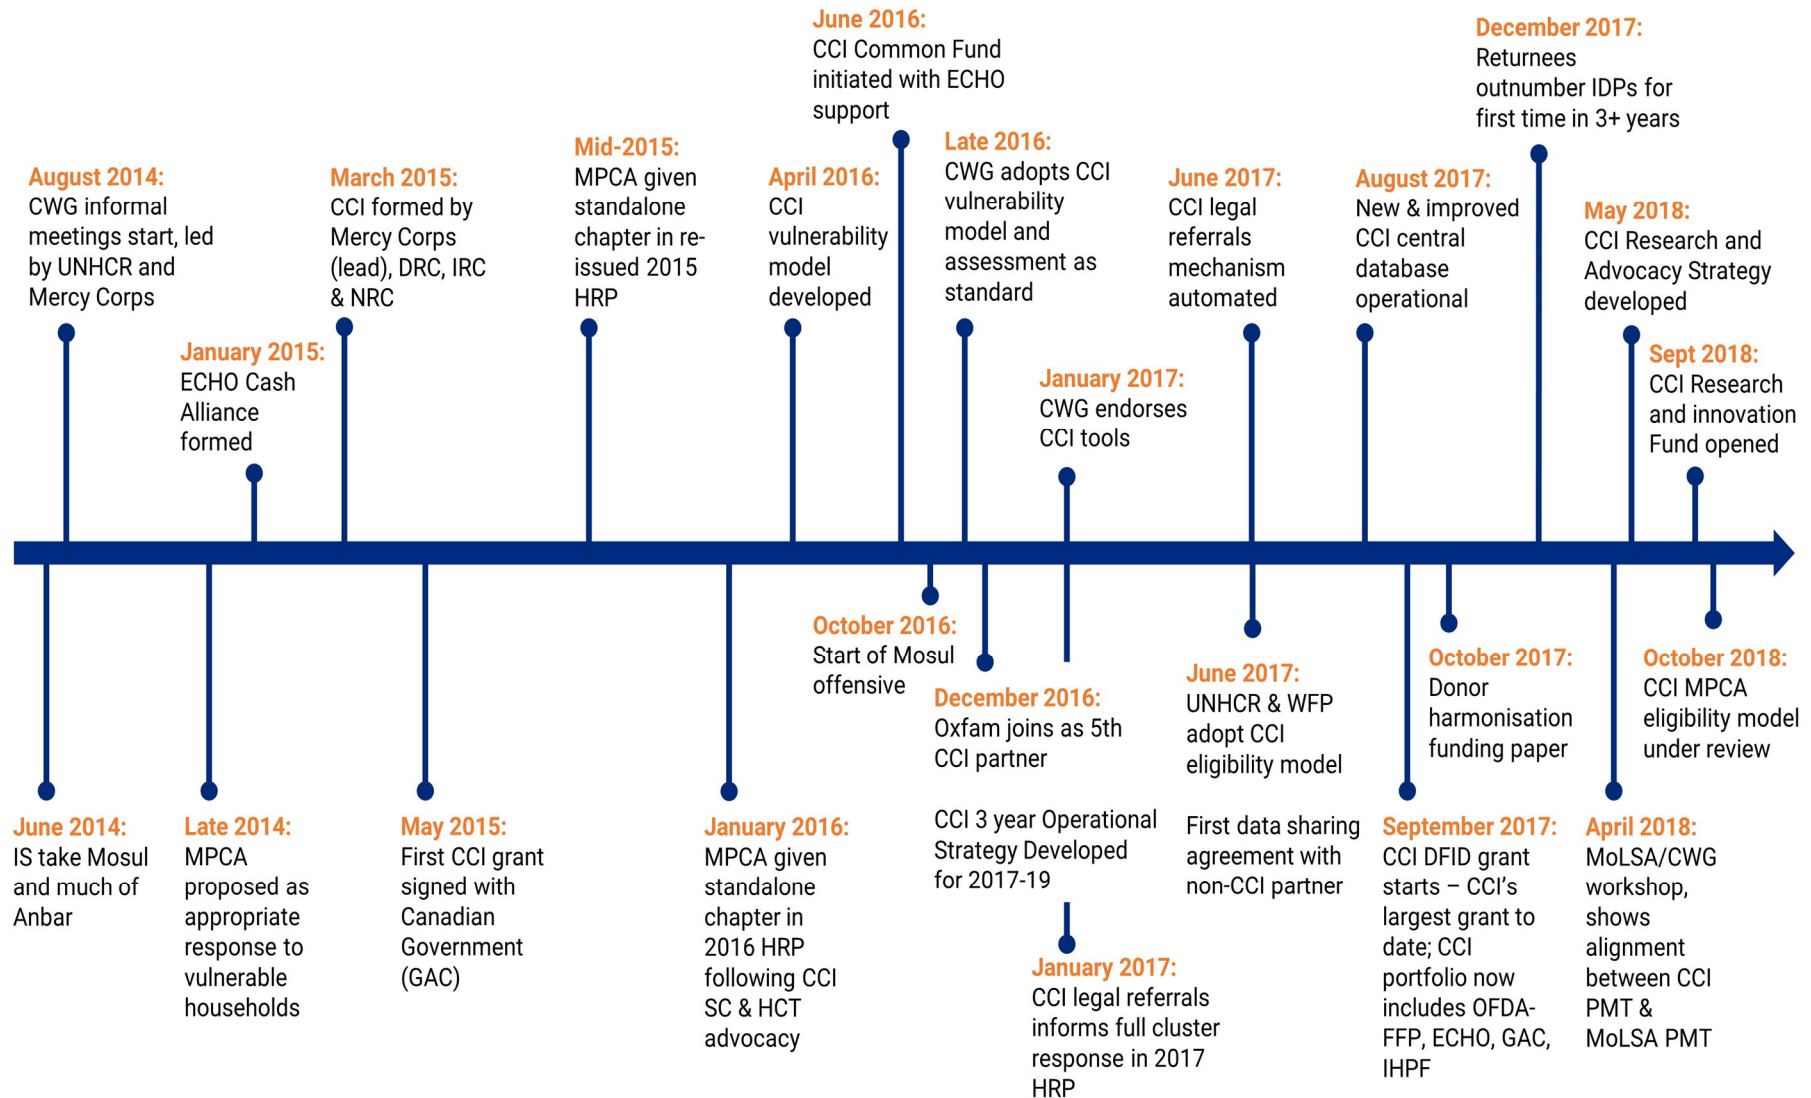 June 2016:
CCI Common Fund
initiated with ECHO
support
December 2017:
Returnees
outnumber IDPs for
first time in 3+ years
August 2014:
CWG informal
meetings start, led
by UNHCR and
Mercy Corps
March 2015:
CCI formed by
Mercy Corps
(lead), DRC, IRC
& NRC
Mid-2015:
MPCA given
standalone
chapter in re-
issued 2015
HRP
April 2016:
CCI
vulnerability
model
developed
Late 2016:
CWG adopts CCI
vulnerability
model and
assessment as
standard
June 2017:
CCI legal
referrals
mechanism
automated
August 2017:
New & improved
CCI central
database
operational
May 2018:
CCI Research and
Advocacy Strategy
developed
January 2015:
ECHO Cash
Alliance
formed
January 2017:
CWG endorses
CCI tools
Sept 2018:
CCI Research
and innovation
Fund opened
October 2016:
Start of Mosul
offensive
December 2016:
Oxfam joins as 5th
CCI partner
CCI 3 year Operational
Strategy Developed
for 2017-19
June 2017:
UNHCR & WFP
adopt CCI
eligibility model
First data sharing
agreement with
non-CCI partner
October 2017:
Donor
harmonisation
funding paper
October 2018:
CCI MPCA
eligibility model
under review
June 2014:
IS take Mosul
and much of
Anbar
Late 2014:
MPCA
proposed as
appropriate
response to
vulnerable
households
May 2015:
First CCI grant
signed with
Canadian
Government
(GAC)
January 2016:
MPCA given
standalone
chapter in
2016 HRP
following CCI
SC & HCT
advocacy
January 2017:
CCI legal referrals
informs full cluster
response in 2017
HRP
September 2017:
CCI DFID grant
starts – CCI’s
largest grant to
date; CCI
portfolio now
includes OFDA-
FFP, ECHO, GAC,
IHPF
April 2018:
MoLSA/CWG
workshop,
shows
alignment
between CCI
PMT &
MoLSA PMT